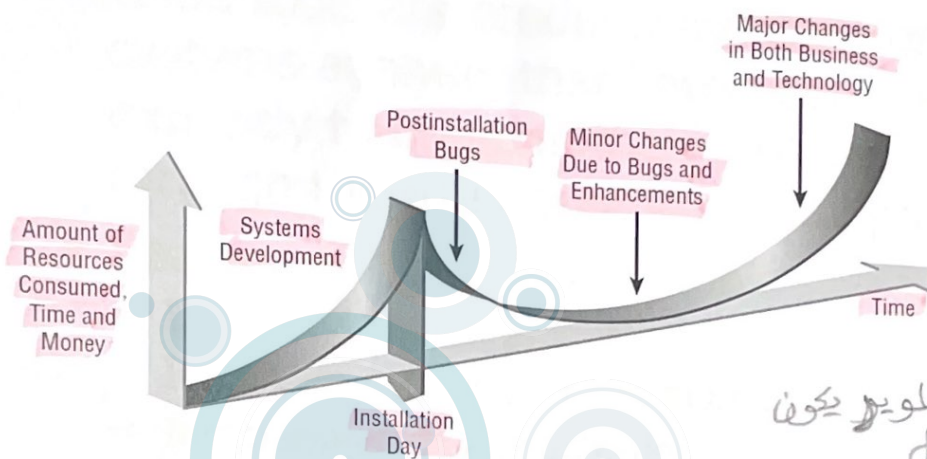 Major Changes
in Both Business
and Technology
Postinstallation
Bugs
Minor Changes
Due to Bugs and
Enhancements
Amount of
Resources
Consumed,
Time and
Money
Systems
Development
Time
Installation
Day
يكون